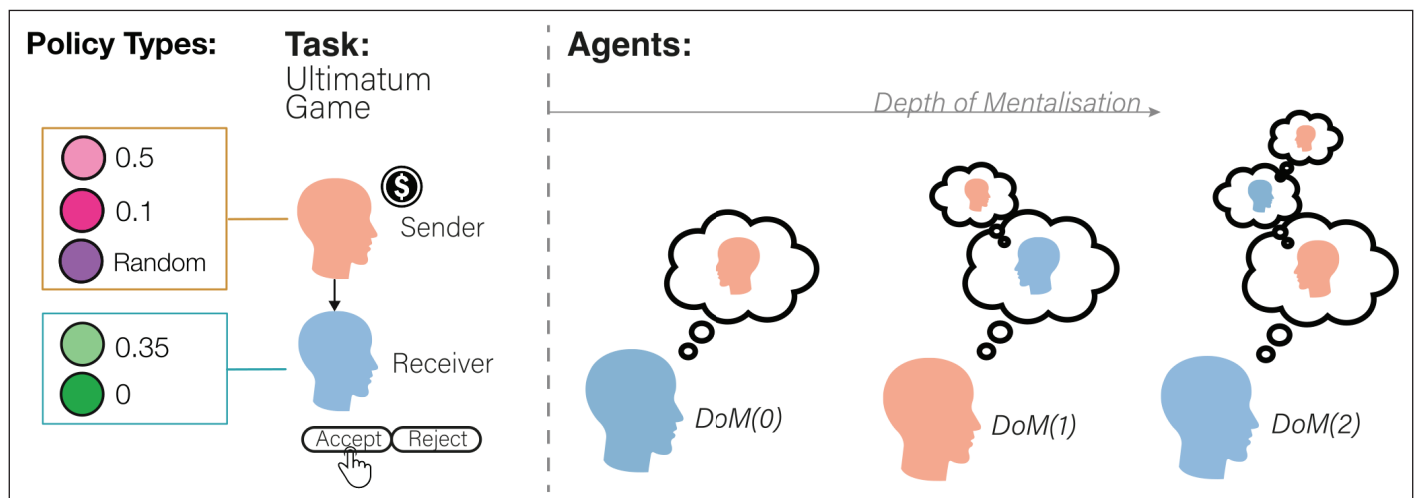 Policy Types:
Task:
Ultimatum
Game
0.5
0.1
Random
0.35
0
$
Sender
Receiver
Accept
Reject
Agents:
Depth of Mentalisation
DoM(0)
DoM(1)
DoM(2)